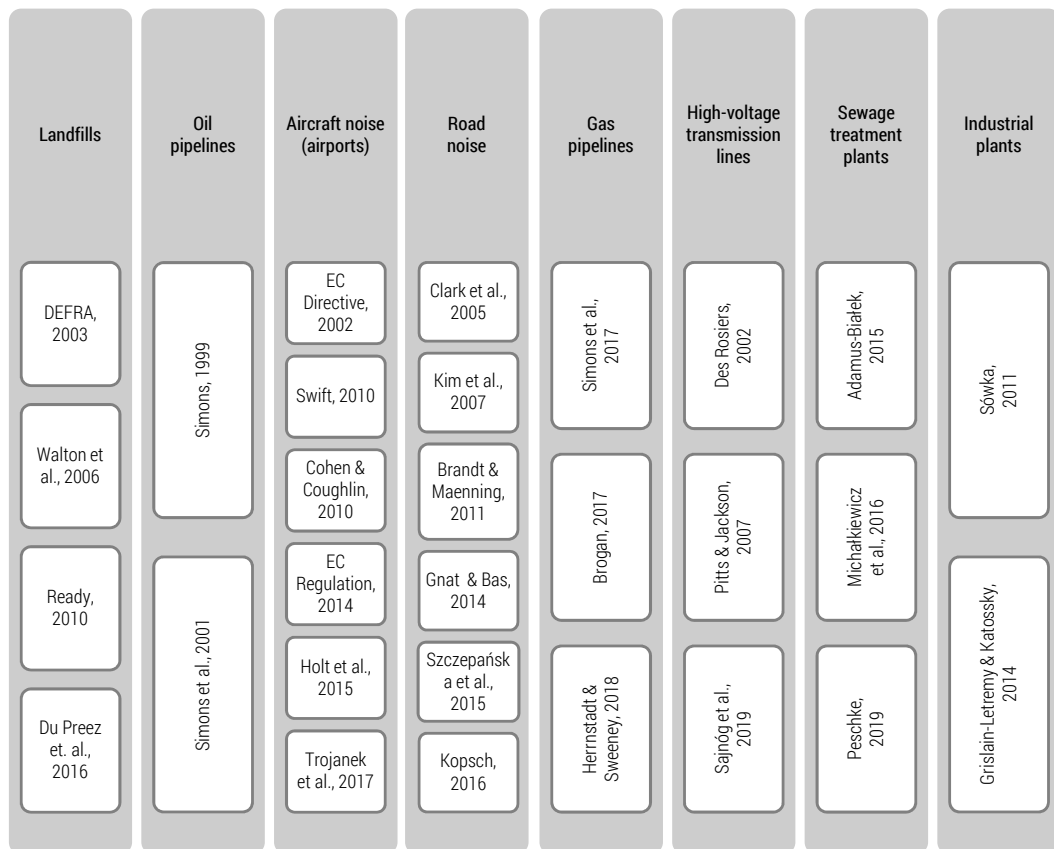 Landfills
DEFRA,
2003
Walton et
al., 2006
Ready,
2010
Du Preez
et. al.,
2016
Oil
pipelines
Simons, 1999
Simons et al., 2001
Aircraft noise
(airports)
EC
Directive,
2002
Swift, 2010
Cohen &
Coughlin,
2010
EC
Regulation,
2014
Holt et al.,
2015
Trojanek
et al., 2017
Road
noise
Clark et al.,
2005
Kim et al.,
2007
Brandt &
Maenning,
2011
Gnat & Bas,
2014
Szczepańsk
a et al.,
2015
Kopsch,
2016
Gas
pipelines
Simons et al.,
2017
Brogan, 2017
Herrnstadt &
Sweeney, 2018
High-voltage
transmission
lines
Des Rosiers,
2002
Pitts & Jackson,
2007
Sajnóg et al.,
2019
Sewage
treatment
plants
Adamus-Białek,
2015
Michałkiewicz
et al., 2016
Peschke,
2019
Industrial
plants
Sówka,
2011
Grislain-Letremy & Katossky,
2014